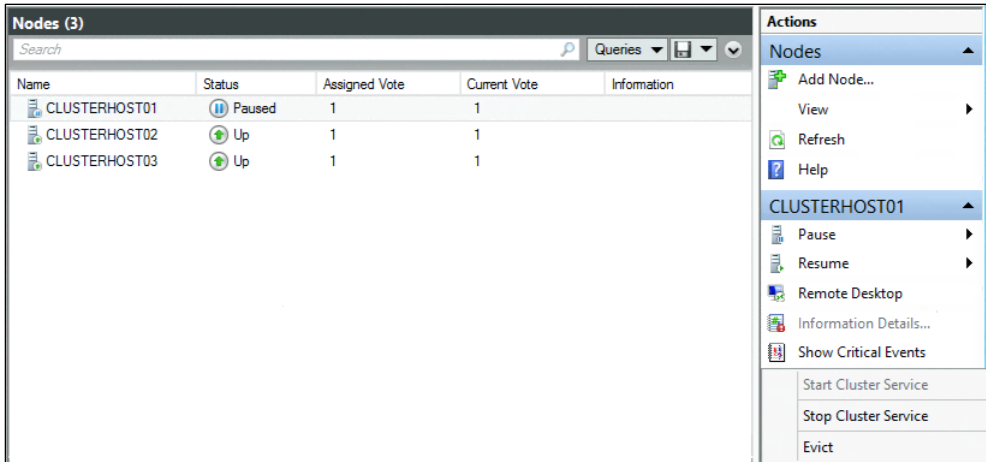 Nodes (3)
Search
Queries
Name Status Assigned Vote Current Vote Information
CLUSTERHOST01 Paused 1 1
CLUSTERHOST02 Up 1 1
CLUSTERHOST03 Up 1 1
Actions
Nodes
Add Node...
View
Refresh
Help
CLUSTERHOST01
Pause
Resume
Remote Desktop
Information Details...
Show Critical Events
Start Cluster Service
Stop Cluster Service
Evict